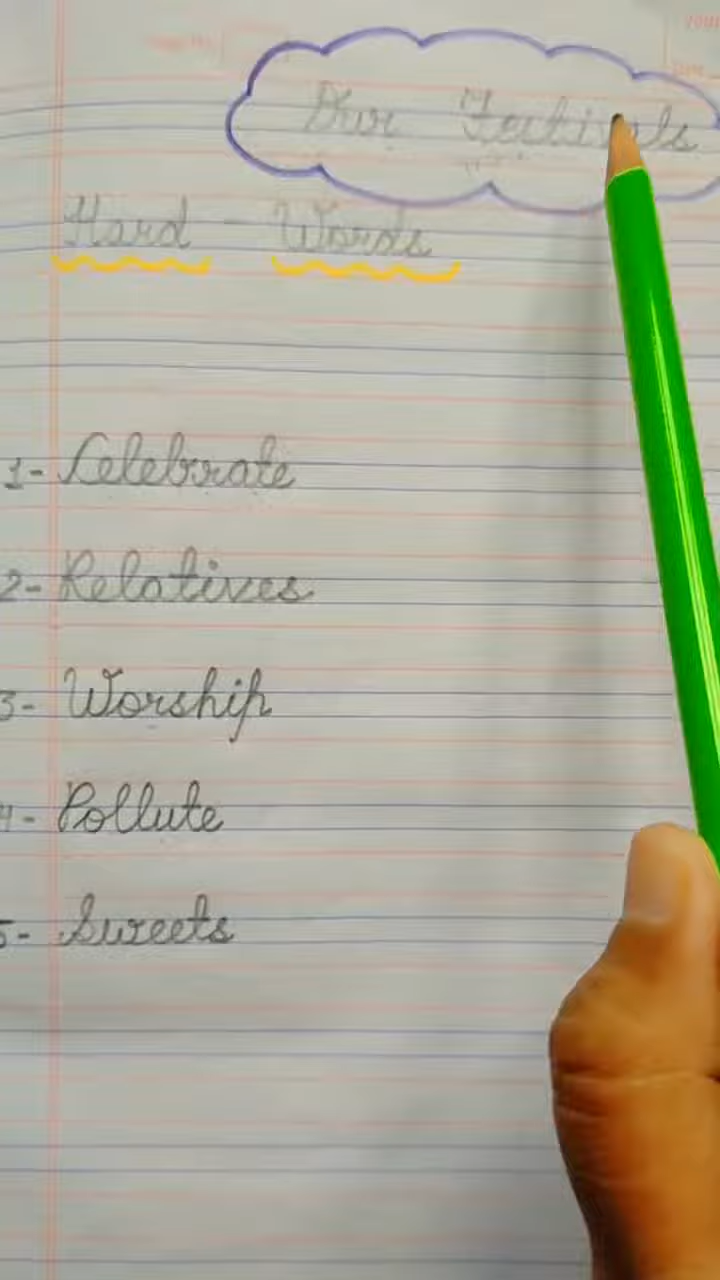 Our Festivals
Hard - Words
1- Celebrate
2- Relatives
3- Worship
4- Pollute
5- Sweets